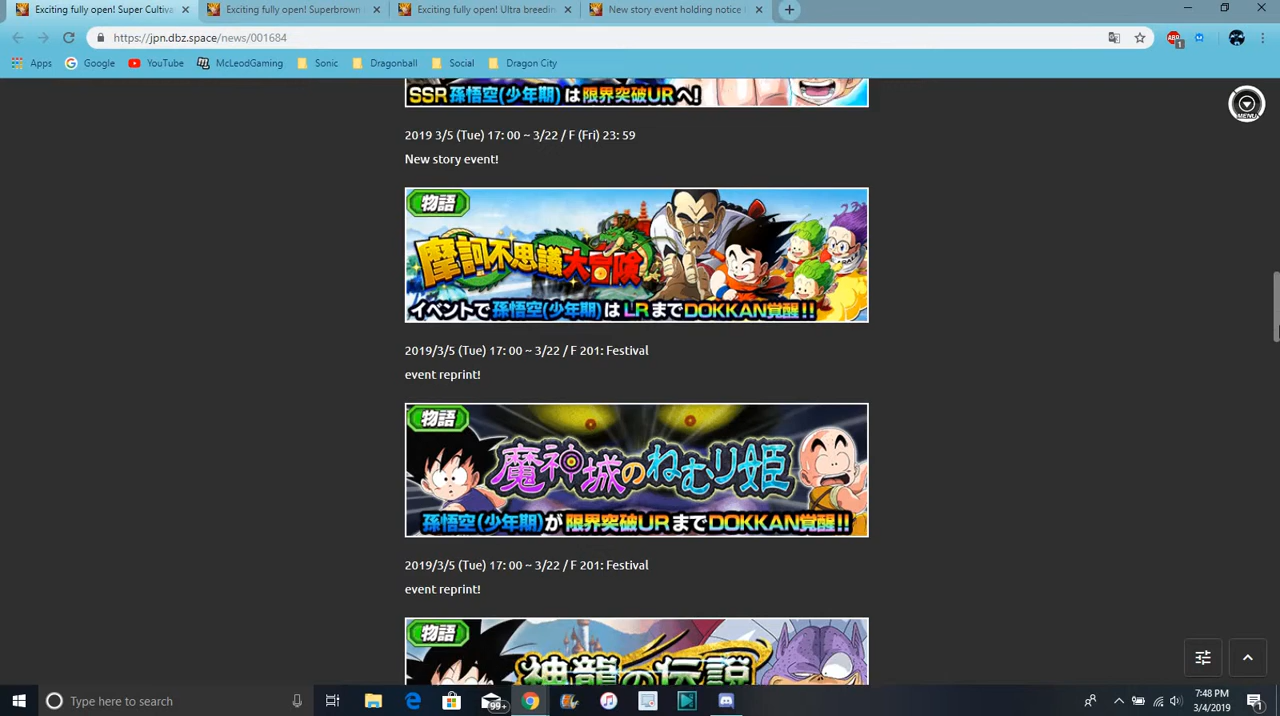 Exciting fully open! Super Cultiva
Exciting fully open! Superbrown
Exciting fully open! Ultra breedin
New story event holding notice
https://jpn.dbz.space/news/001684
ABP
1
Apps
Google
YouTube
McLeodGaming
Sonic
Dragonball
Social
Dragon City
MENU
SSR孫悟空(少年期)は限界突破URへ!
2019 3/5 (Tue) 17: 00 ~ 3/22 / F (Fri) 23: 59
New story event!
物語
摩訶不思議大冒険
イベントで孫悟空(少年期)はLRまでDOKKAN覚醒!!
2019/3/5 (Tue) 17: 00 ~ 3/22 / F 201: Festival
event reprint!
物語
魔神城のねむり姫
孫悟空(少年期)が限界突破URまでDOKKAN覚醒!!
2019/3/5 (Tue) 17: 00 ~ 3/22 / F 201: Festival
event reprint!
物語
神龍の伝説
Type here to search
99+
7:48 PM
3/4/2019
1